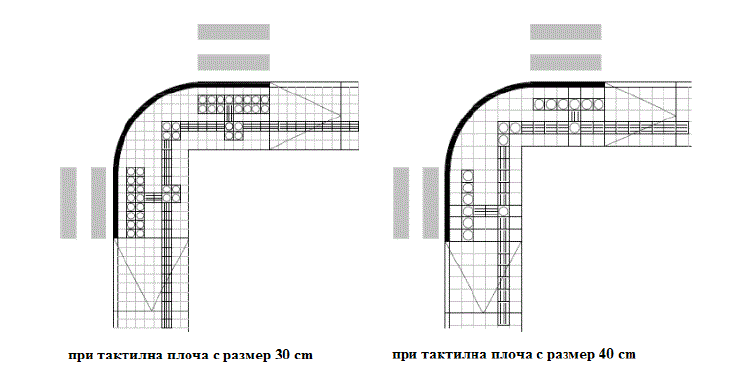 при тактилна плоча с размер 30 cm
при тактилна плоча с размер 40 cm